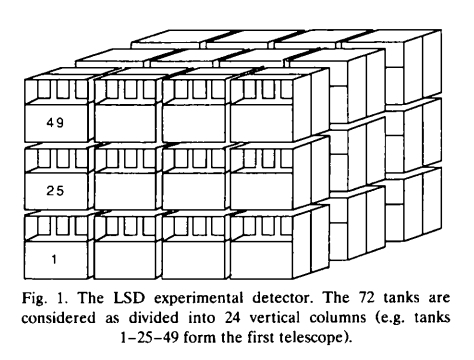 49
25
1
Fig. 1. The LSD experimental detector. The 72 tanks are
considered as divided into 24 vertical columns (e.g. tanks
1–25–49 form the first telescope).